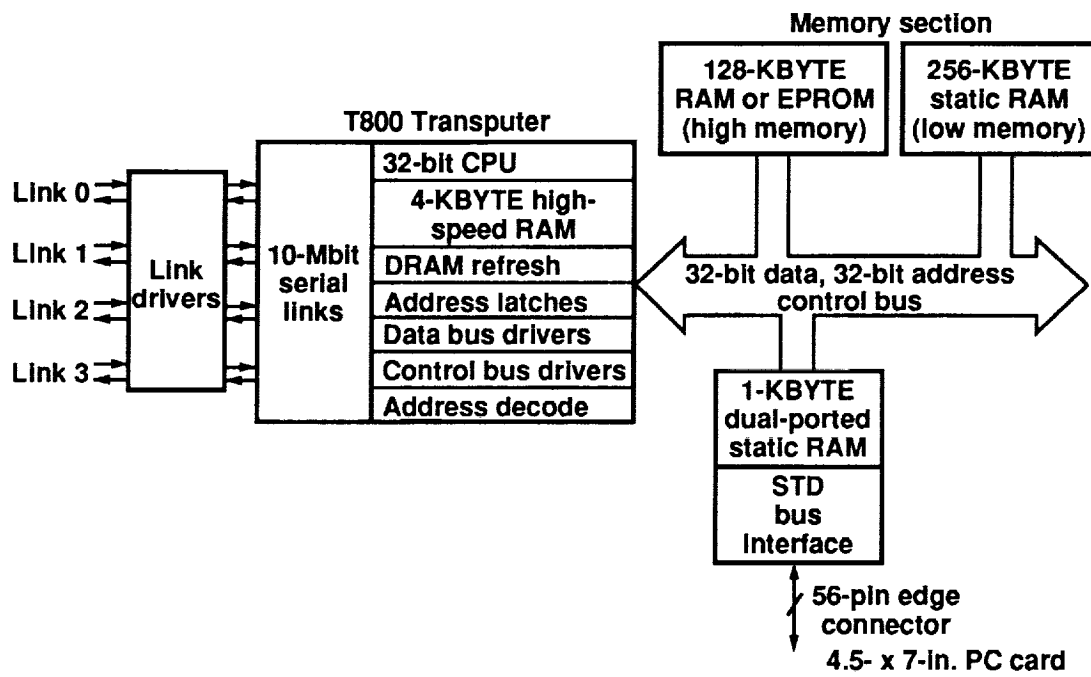 Memory section
128-KBYTE
RAM or EPROM
(high memory)
256-KBYTE
static RAM
(low memory)
T800 Transputer
32-bit CPU
4-KBYTE high-
speed RAM
DRAM refresh
Address latches
Data bus drivers
Control bus drivers
Address decode
10-Mbit
serial
links
Link 0
Link 1
Link 2
Link 3
Link
drivers
32-bit data, 32-bit address
control bus
1-KBYTE
dual-ported
static RAM
STD
bus
Interface
56-pin edge
connector
4.5- x 7-in. PC card